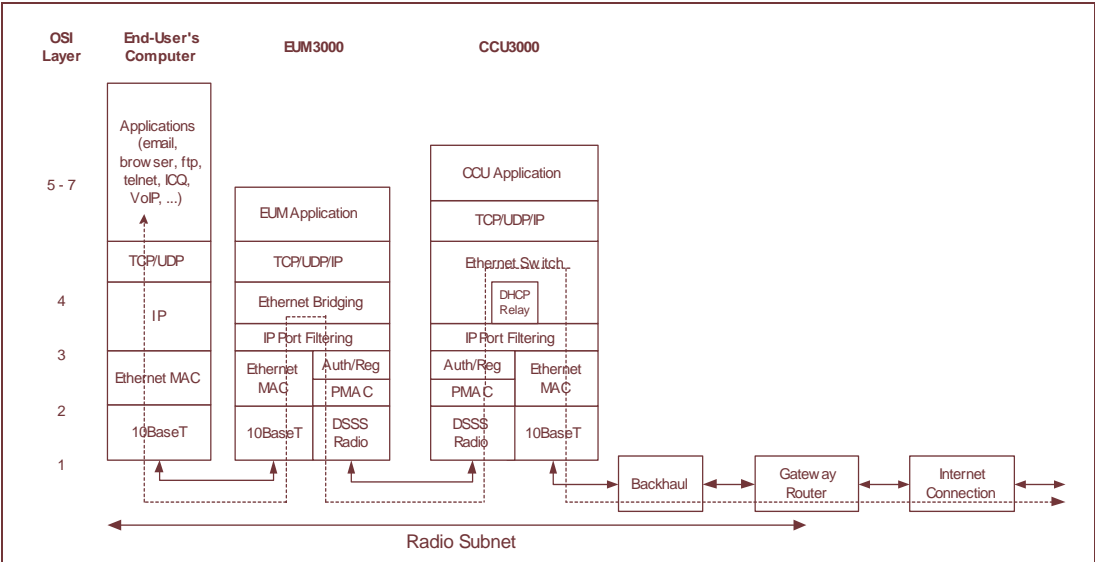 OSI
Layer
End-User's
Computer
EUM3000
CCU3000
Applications
(email,
browser, ftp,
telnet, ICQ,
VoIP, ...)
5 - 7
CCU Application
EUM Application
TCP/UDP/IP
TCP/UDP
TCP/UDP/IP
Ethernet Switch
4
IP
Ethernet Bridging
DHCP
Relay
IP Port Filtering
IP Port Filtering
3
Ethernet MAC
Ethernet
MAC
Auth/Reg
PMAC
Auth/Reg
PMAC
Ethernet
MAC
2
10BaseT
10BaseT
DSSS
Radio
DSSS
Radio
10BaseT
1
Backhaul
Gateway
Router
Internet
Connection
Radio Subnet